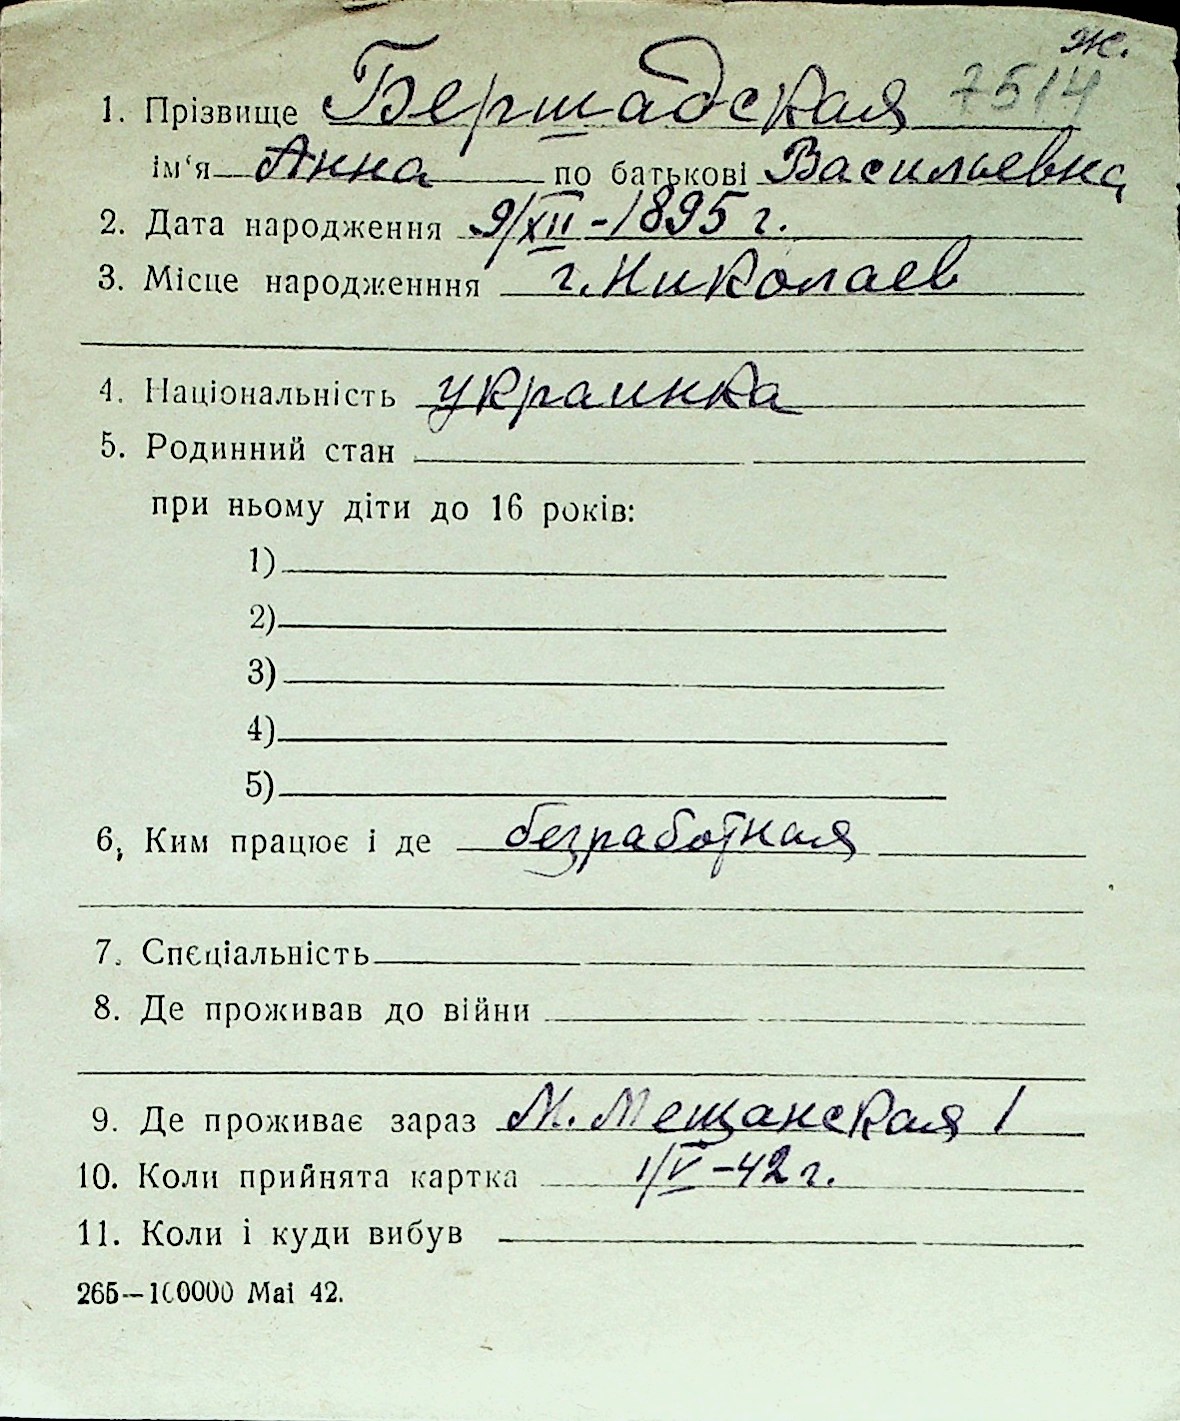 ж.
7514
1. Прізвище Бершадская
ім‘я Анна по батькові Васильевна
2. Дата народження 9/XII-1895 г.
3. Місце народженння г. Николаев
4. Національність украинка
5. Родинний стан
при ньому діти до 16 років:
1)
2)
3)
4)
5)
6, Ким працює і де безработная
7. Спєціальність
8. Де проживав до війни
9. Де проживає зараз М. Мещанская 1
10. Коли прийнята картка 1/V-42 г.
11. Коли і куди вибув
265—100000 Mai 42.